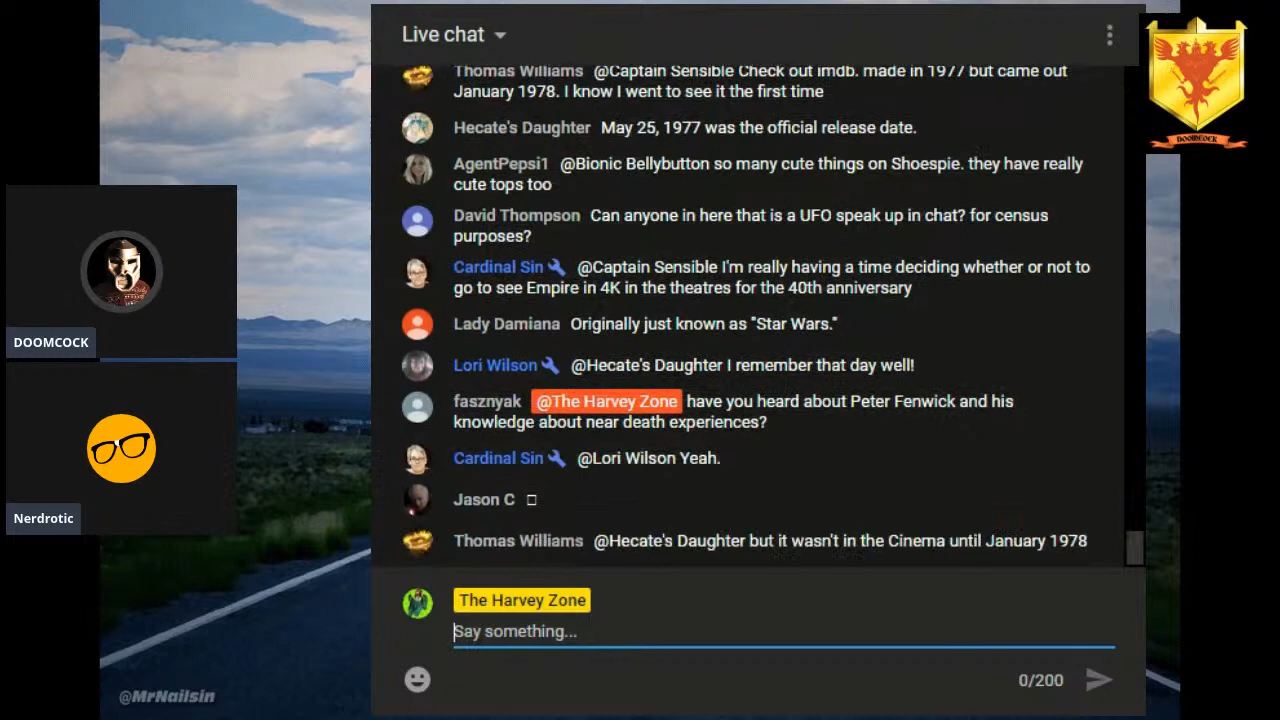 Live chat
Thomas Williams @Captain Sensible Check out imdb. made in 1977 but came out
January 1978. I know I went to see it the first time
Hecate's Daughter May 25, 1977 was the official release date.
AgentPepsi1 @Bionic Bellybutton so many cute things on Shoespie. they have really
cute tops too
David Thompson Can anyone in here that is a UFO speak up in chat? for census
purposes?
Cardinal Sin @Captain Sensible I'm really having a time deciding whether or not to
go to see Empire in 4K in the theatres for the 40th anniversary
Lady Damiana Originally just known as "Star Wars."
Lori Wilson @Hecate's Daughter I remember that day well!
fasznyak @The Harvey Zone have you heard about Peter Fenwick and his
knowledge about near death experiences?
Cardinal Sin @Lori Wilson Yeah.
Jason C □
Thomas Williams @Hecate's Daughter but it wasn't in the Cinema until January 1978
The Harvey Zone
Say something...
0/200
DOOMCOCK
Nerdrotic
DOOMCOCK
@MrNailsin